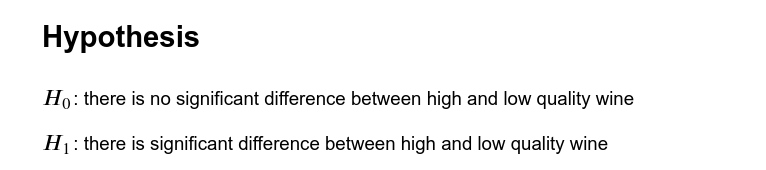 Hypothesis
H₀: there is no significant difference between high and low quality wine
H₁: there is significant difference between high and low quality wine